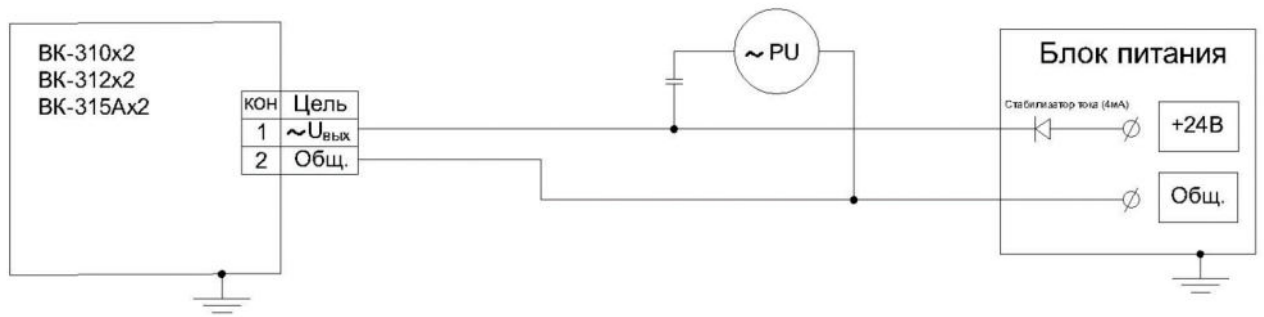 ВК-310х2
ВК-312х2
ВК-315Ах2
КОН Цель
1 ~Uвых
2 Общ.
~ PU
Блок питания
Стабилизатор тока (4мА)
+24В
Общ.